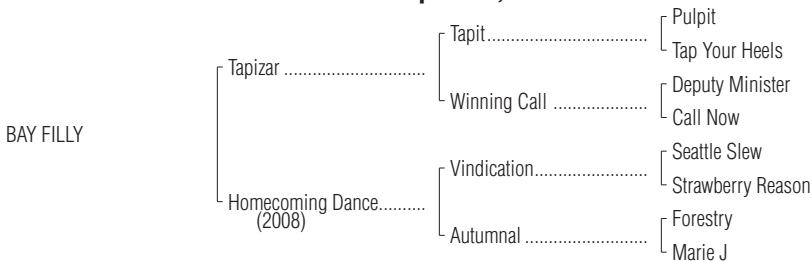 Pulpit
Tapit................................
Tap Your Heels
Tapizar ............................
Deputy Minister
Winning Call ...................
Call Now
BAY FILLY
Seattle Slew
Vindication.......................
Strawberry Reason
Homecoming Dance.........
(2008)
Forestry
Autumnal ........................
Marie J